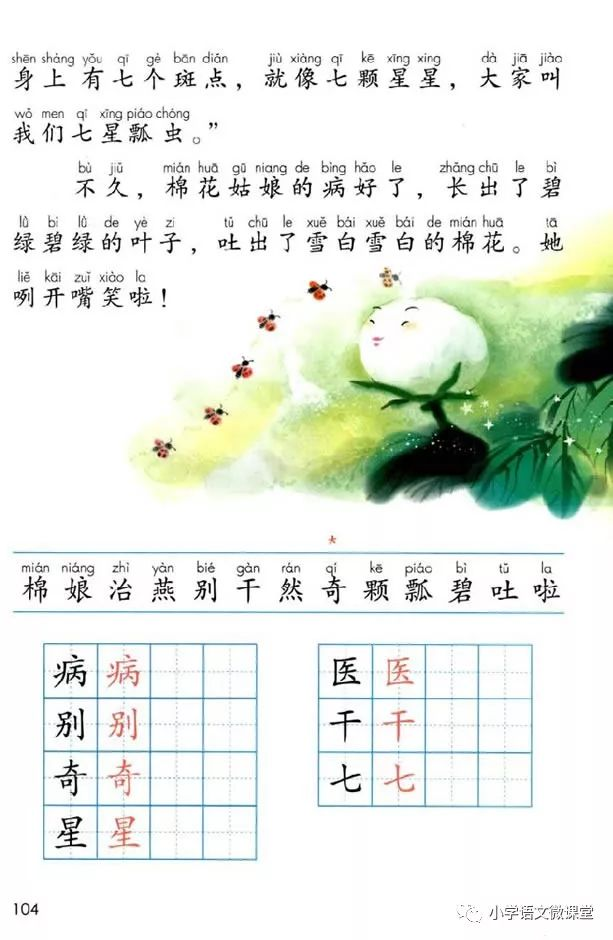 shēn shàng yǒu qī gè bān diǎn jiù xiàng qī kē xīng xing dà jiā jiào
身上有七个斑点，就像七颗星星，大家叫
wǒ men qī xīng piáo chóng
我们七星瓢虫。”
bù jiǔ mián huā gū niang de bìng hǎo le zhǎng chū le bì
不久，棉花姑娘的病好了，长出了碧
lǜ bì lǜ de yè zi tǔ chū le xuě bái xuě bái de mián huā tā
绿碧绿的叶子，吐出了雪白雪白的棉花。她
liě kāi zuǐ xiào la
咧开嘴笑啦！
mián niáng zhì yàn bié gàn rán qí kē piáo bì tǔ la
棉娘治燕别干然奇颗瓢碧吐啦
病病
医医
别别
干干
奇奇
七七
星星
104
小学语文微课堂